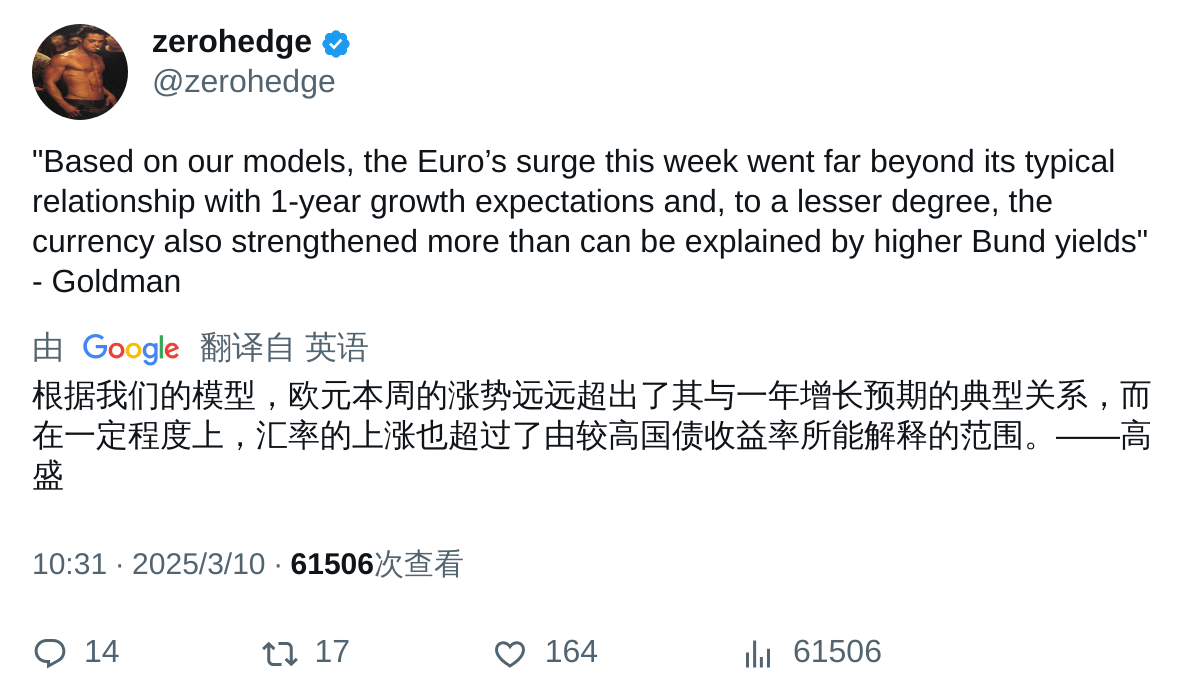 zerohedge
@zerohedge
"Based on our models, the Euro’s surge this week went far beyond its typical
relationship with 1-year growth expectations and, to a lesser degree, the
currency also strengthened more than can be explained by higher Bund yields"
- Goldman
由 Google 翻译自 英语
根据我们的模型，欧元本周的涨势远远超出了其与一年增长预期的典型关系，而
在一定程度上，汇率的上涨也超过了由较高国债收益率所能解释的范围。——高
盛
10:31 · 2025/3/10 · 61506次查看
14 17 164 61506